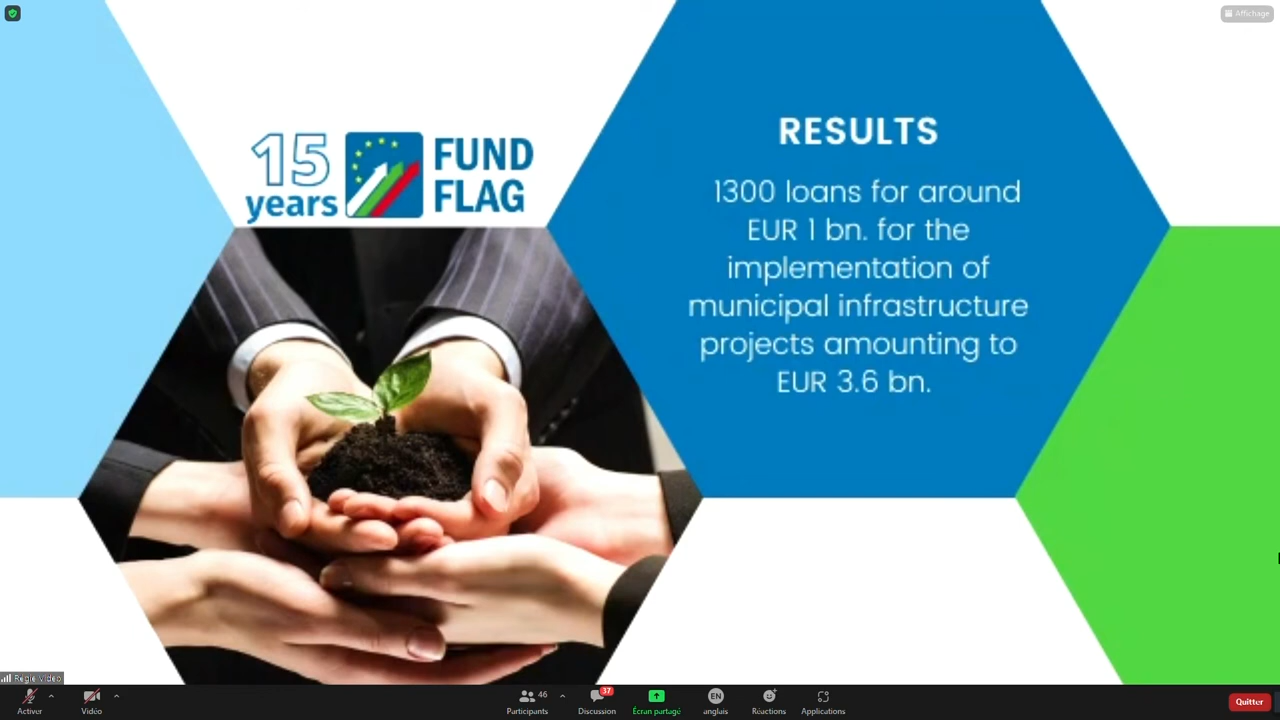 Affichage
15
years
FUND
FLAG
RESULTS
1300 loans for around
EUR 1 bn. for the
implementation of
municipal infrastructure
projects amounting to
EUR 3.6 bn.
Régie Vidéo
Activer
Vidéo
46
Participants
37
Discussion
Écran partagé
EN
anglais
Réactions
Applications
Quitter